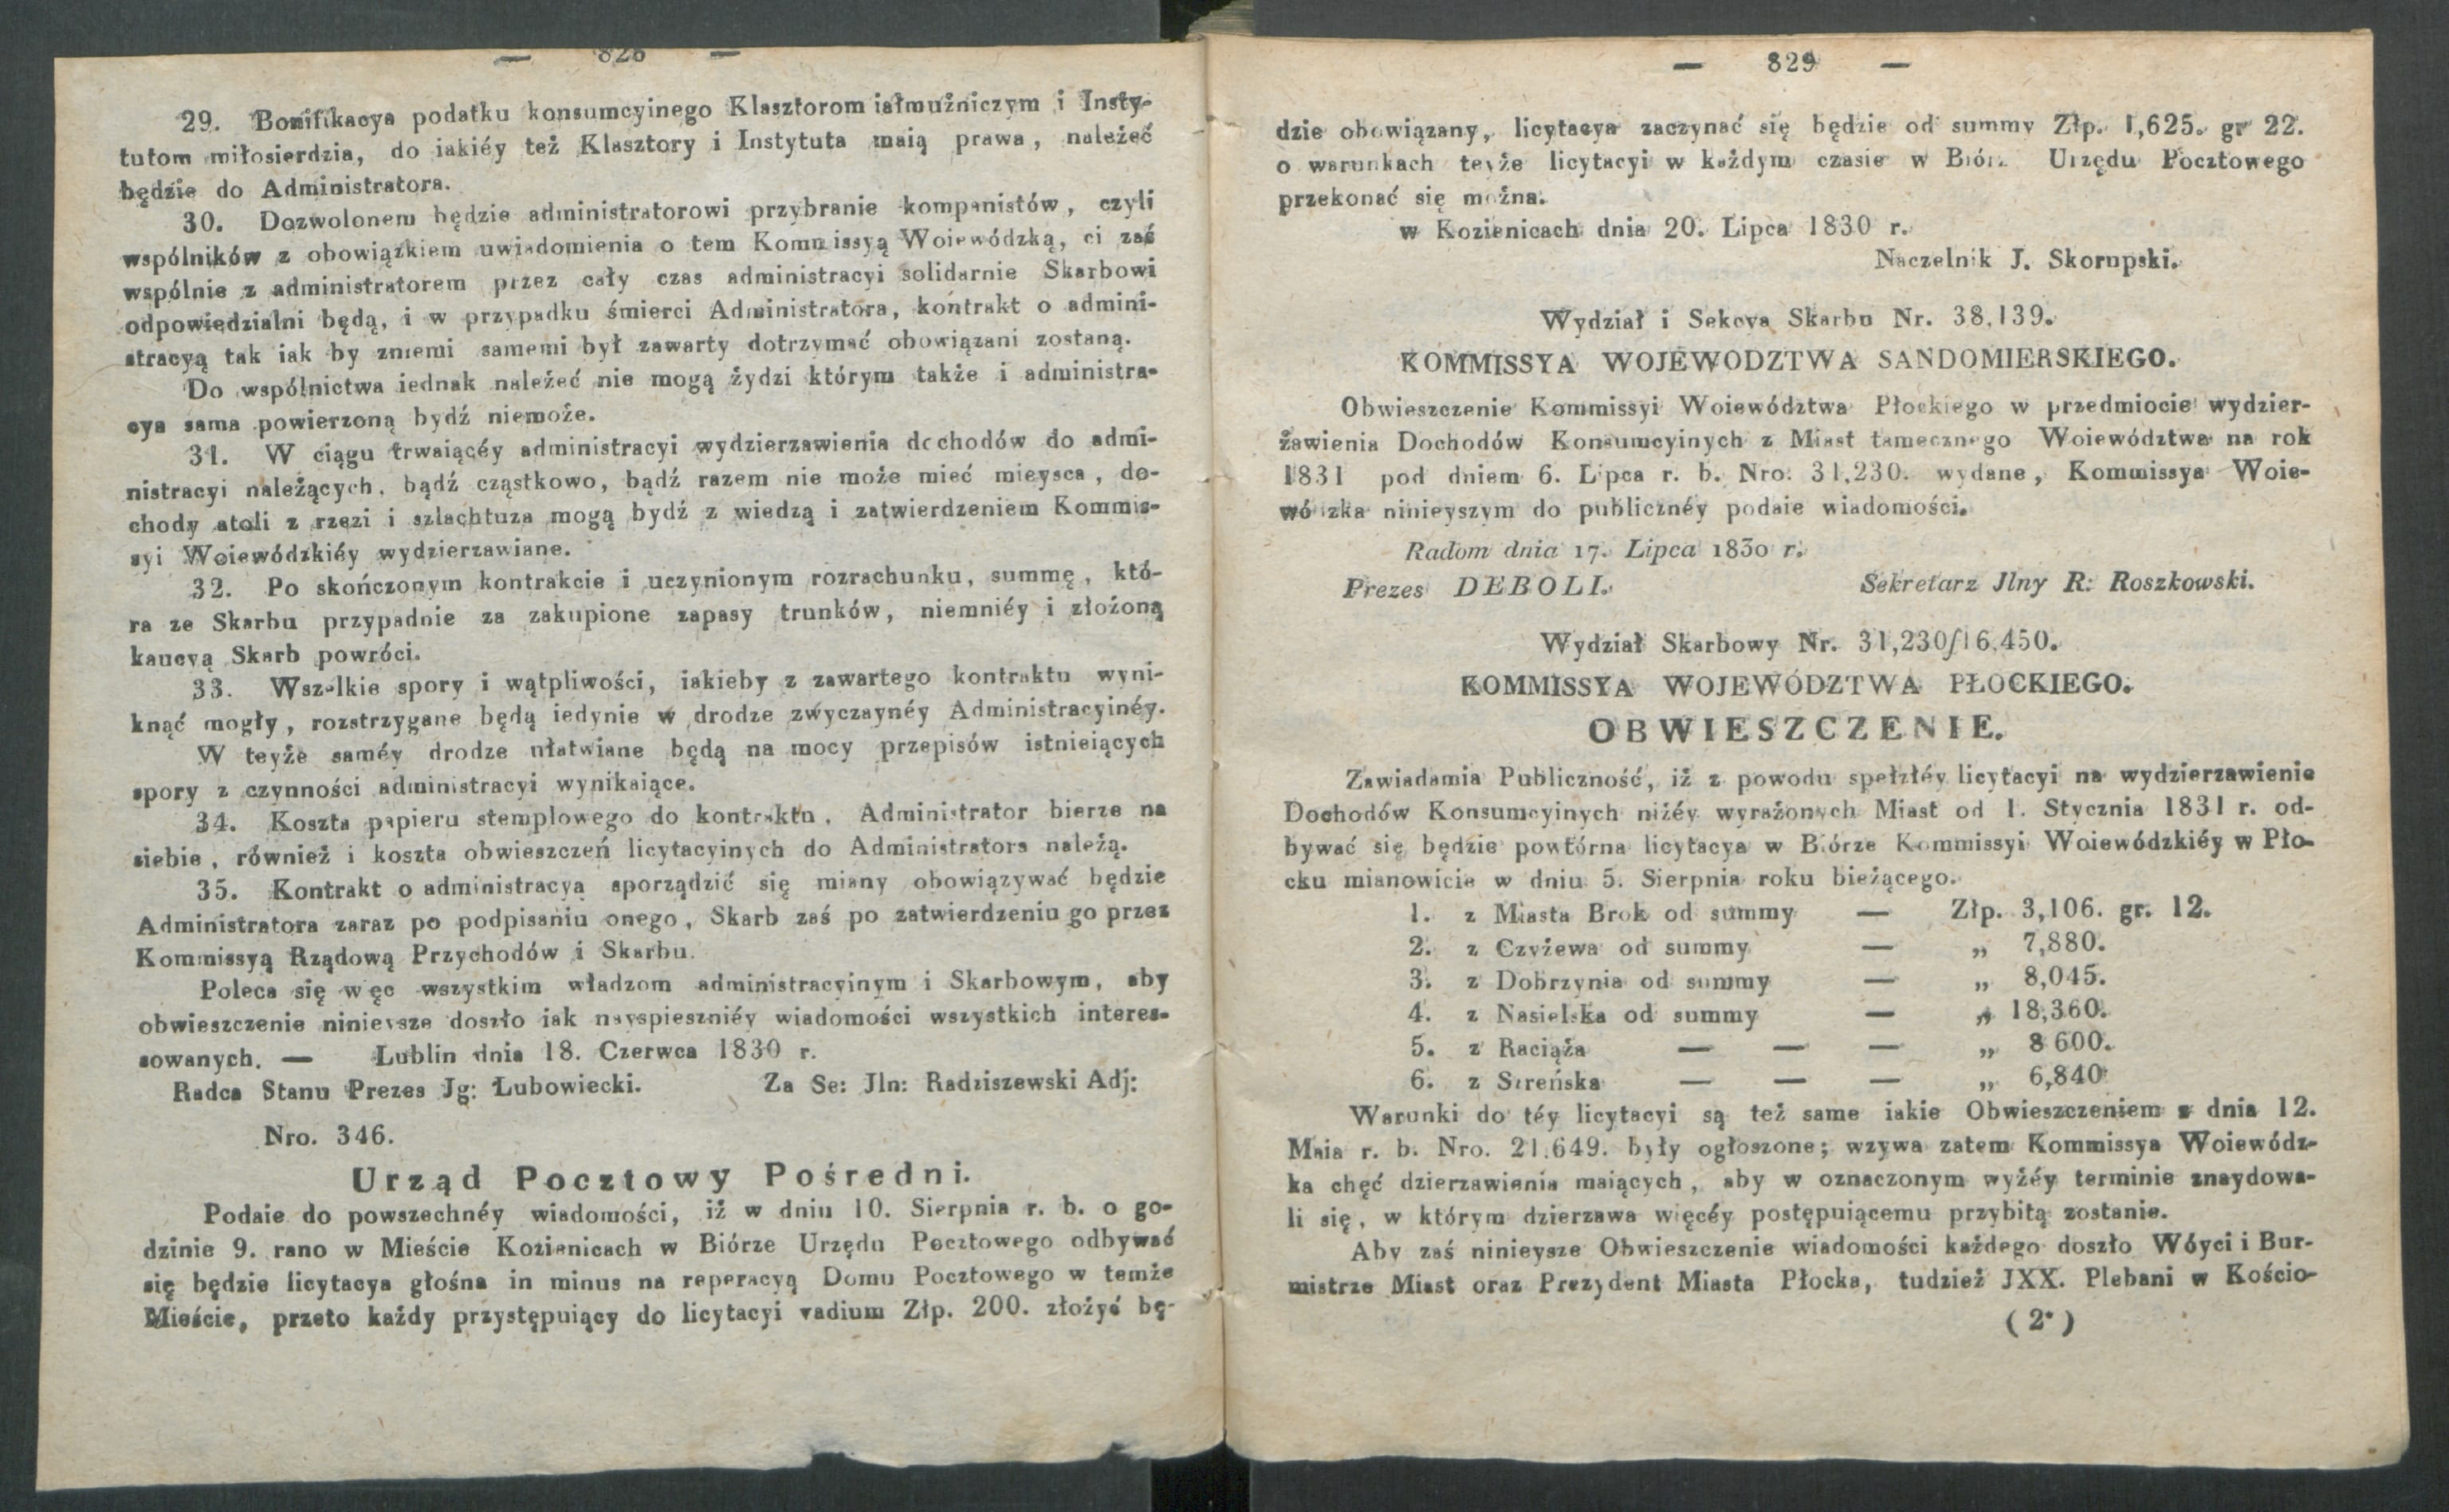 — 828 —
29. Bonifikacya podatku konsumcyinego Klasztorom iałmużniczym i Insty-
tutom miłosierdzia, do iakiéy też Klasztory i Instytuta maią prawa, należeć
będzie do Administratora.
30. Dozwolonem będzie administratorowi przybranie kompanistów, czyli
wspólników z obowiązkiem uwiadomienia o tem Kommissyą Woiewódzką, ci zaś
wspólnie z administratorem przez cały czas administracyi solidarnie Skarbowi
odpowiedzialni będą, i w przypadku śmierci Administratora, kontrakt o admini-
stracyą tak iak by zniemi samemi był zawarty dotrzymać obowiązani zostaną.
Do wspólnictwa iednak należeć nie mogą żydzi którym także i administra-
cya sama powierzoną bydź niemoże.
31. W ciągu trwaiącéy administracyi wydzierzawienia dochodów do admi-
nistracyi należących, bądź cząstkowo, bądź razem nie może mieć mieysca, do-
chody atoli z rzezi i szlachtuza mogą bydź z wiedzą i zatwierdzeniem Kommis-
syi Woiewódzkiéy wydzierzawiane.
32. Po skończonym kontrakcie i uczynionym rozrachunku, summę, któ-
ra ze Skarbu przypadnie za zakupione zapasy trunków, niemniéy i złożoną
kaucyą Skarb powróci.
33. Wszelkie spory i wątpliwości, iakieby z zawartego kontraktu wyni-
knąć mogły, rozstrzygane będą iedynie w drodze zwyczaynéy Administracyinéy.
W teyże saméy drodze ułatwiane będą na mocy przepisów istnieiących
spory z czynności administracyi wynikaiące.
34. Koszta papieru stemplowego do kontraktu, Administrator bierze na
siebie, również i koszta obwieszczeń licytacyinych do Administratora należą.
35. Kontrakt o administracyą sporządzić się miany obowiązywać będzie
Administratora zaraz po podpisaniu onego, Skarb zaś po zatwierdzeniu go przez
Kommissyą Rządową Przychodów i Skarbu.
Poleca się więc wszystkim władzom administracyinym i Skarbowym, aby
obwieszczenie ninieysze doszło iak nayspieszniéy wiadomości wszystkich interes-
sowanych. — Lublin dnia 18. Czerwca 1830 r.
Radca Stanu Prezes Jg: Lubowiecki. Za Se: Jln: Radziszewski Adj:
Nro. 346.
Urząd Pocztowy Pośredni.
Podaie do powszechnéy wiadomości, iż w dniu 10. Sierpnia r. b. o go-
dzinie 9. rano w Mieście Kozienicach w Biórze Urzędu Pocztowego odbywać
się będzie licytacya głośna in minus na reperacyą Domu Pocztowego w temże
Mieście, przeto każdy przystępuiący do licytacyi vadium Złp. 200. złożyć bę-
— 829 —
dzie obowiązany, licytacya zaczynać się będzie od summy Złp. 1,625. gr 22.
o warunkach teyże licytacyi w każdym czasie w Biórze Urzędu Pocztowego
przekonać się można.
w Kozienicach dnia 20. Lipca 1830 r.
Naczelnik J. Skorupski.
Wydział i Sekcya Skarbu Nr. 38,139.
KOMMISSYA WOJEWODZTWA SANDOMIERSKIEGO.
Obwieszczenie Kommissyi Woiewództwa Płockiego w przedmiocie wydzier-
żawienia Dochodów Konsumcyinych z Miast tamecznego Woiewództwa na rok
1831 pod dniem 6. Lipca r. b. Nro. 31,230. wydane, Kommissya Woie-
wódzka ninieyszym do publicznéy podaie wiadomości.
Radom dnia 17. Lipca 1830 r.
Prezes DEBOLI. Sekretarz Jlny R: Roszkowski.
Wydział Skarbowy Nr. 31,230/16,450.
KOMMISSYA WOJEWÓDZTWA PŁOCKIEGO.
OBWIESZCZENIE.
Zawiadamia Publiczność, iż z powodu spełzłéy licytacyi na wydzierzawienie
Dochodów Konsumcyinych niżéy wyrażonych Miast od 1. Stycznia 1831 r. od-
bywać się będzie powtórna licytacya w Biórze Kommissyi Woiewódzkiéy w Pło-
cku mianowicie w dniu 5. Sierpnia roku bieżącego.
1. z Miasta Brok od summy — Złp. 3,106. gr. 12.
2. z Czyżewa od summy — „ 7,880.
3. z Dobrzynia od summy — „ 8,045.
4. z Nasielska od summy — „ 18,360.
5. z Raciąża — — — „ 8 600.
6. z Szreńska — — — „ 6,840
Warunki do téy licytacyi są też same iakie Obwieszczeniem z dnia 12.
Maia r. b. Nro. 21.649. były ogłoszone; wzywa zatem Kommissya Woiewódz-
ka chęć dzierzawienia maiących, aby w oznaczonym wyżéy terminie znaydowa-
li się, w którym dzierzawa więcéy postępuiącemu przybitą zostanie.
Aby zaś ninieysze Obwieszczenie wiadomości każdego doszło Wóyci i Bur-
mistrze Miast oraz Prezydent Miasta Płocka, tudzież JXX. Plebani w Kościo-
(2*)